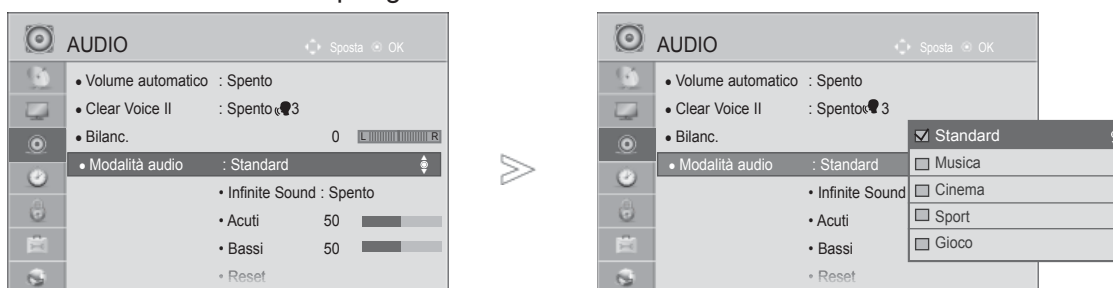 AUDIO Sposta OK
• Volume automatico : Spento
• Clear Voice II : Spento 3
• Bilanc. 0 L R
• Modalità audio : Standard
• Infinite Sound : Spento
• Acuti 50
• Bassi 50
• Reset
AUDIO Sposta OK
• Volume automatico : Spento
• Clear Voice II : Spento 3
• Bilanc.
• Modalità audio : Standard
• Infinite Sound
• Acuti
• Bassi
• Reset
Standard
Musica
Cinema
Sport
Gioco